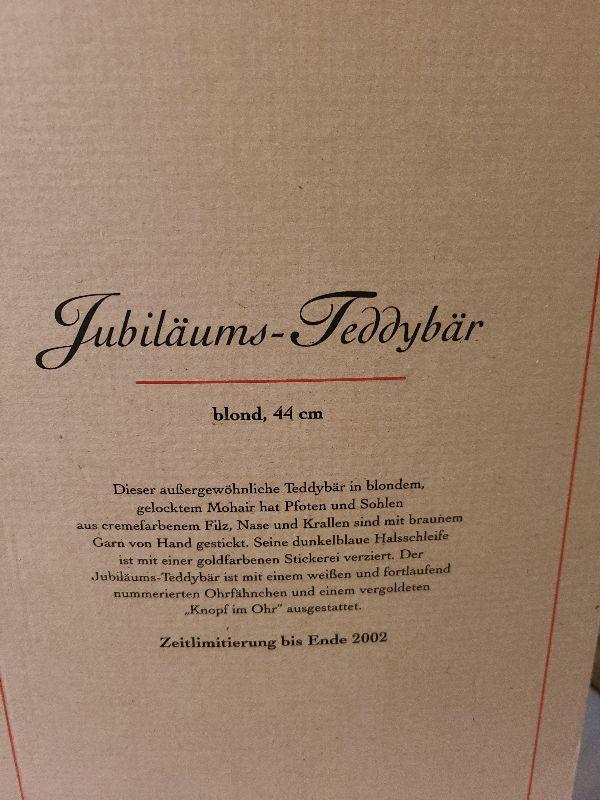 Jubiläums-Teddybär
blond, 44 cm
Dieser außergewöhnliche Teddybär in blondem,
gelocktem Mohair hat Pfoten und Sohlen
aus cremefarbenem Filz, Nase und Krallen sind mit braunem
Garn von Hand gestickt. Seine dunkelblaue Halsschleife
ist mit einer goldfarbenen Stickerei verziert. Der
Jubiläums-Teddybär ist mit einem weißen und fortlaufend
nummerierten Ohrfähnchen und einem vergoldeten
„Knopf im Ohr" ausgestattet.
Zeitlimitierung bis Ende 2002